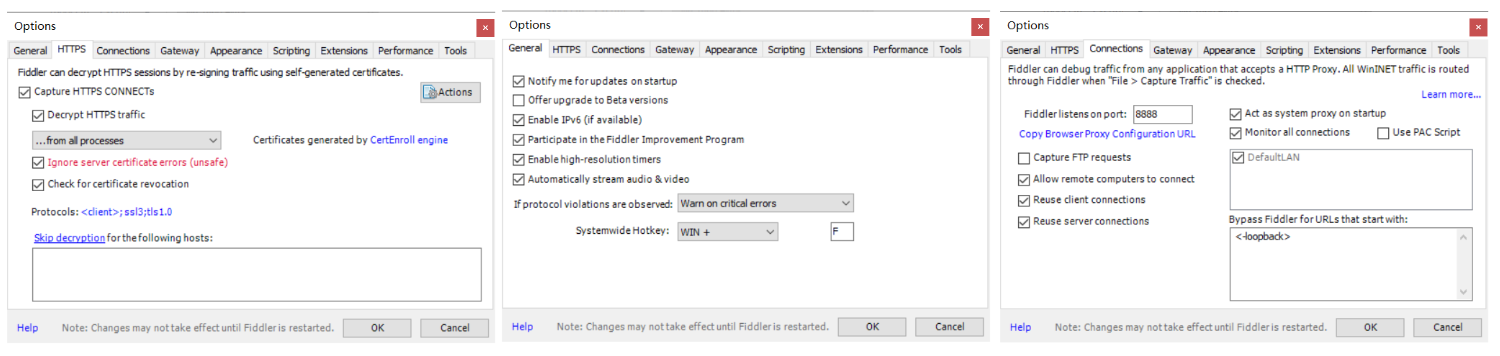 Options
General HTTPS Connections Gateway Appearance Scripting Extensions Performance Tools
Fiddler can decrypt HTTPS sessions by re-signing traffic using self-generated certificates.
Capture HTTPS CONNECTs
Actions
Decrypt HTTPS traffic
...from all processes
Certificates generated by CertEnroll engine
Ignore server certificate errors (unsafe)
Check for certificate revocation
Protocols: <client>;ssl3;tls1.0
Skip decryption for the following hosts:
Help Note: Changes may not take effect until Fiddler is restarted. OK Cancel
Options
General HTTPS Connections Gateway Appearance Scripting Extensions Performance Tools
Notify me for updates on startup
Offer upgrade to Beta versions
Enable IPv6 (if available)
Participate in the Fiddler Improvement Program
Enable high-resolution timers
Automatically stream audio & video
If protocol violations are observed: Warn on critical errors
Systemwide Hotkey: WIN + F
Help Note: Changes may not take effect until Fiddler is restarted. OK Cancel
Options
General HTTPS Connections Gateway Appearance Scripting Extensions Performance Tools
Fiddler can debug traffic from any application that accepts a HTTP Proxy. All WinINET traffic is routed
through Fiddler when "File > Capture Traffic" is checked.
Learn more...
Fiddler listens on port: 8888
Copy Browser Proxy Configuration URL
Capture FTP requests
Allow remote computers to connect
Reuse client connections
Reuse server connections
Act as system proxy on startup
Monitor all connections Use PAC Script
DefaultLAN
Bypass Fiddler for URLs that start with:
<-loopback>
Help Note: Changes may not take effect until Fiddler is restarted. OK Cancel